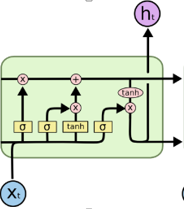 hₜ
x +
tanh
x x
σ σ tanh σ
Xₜ